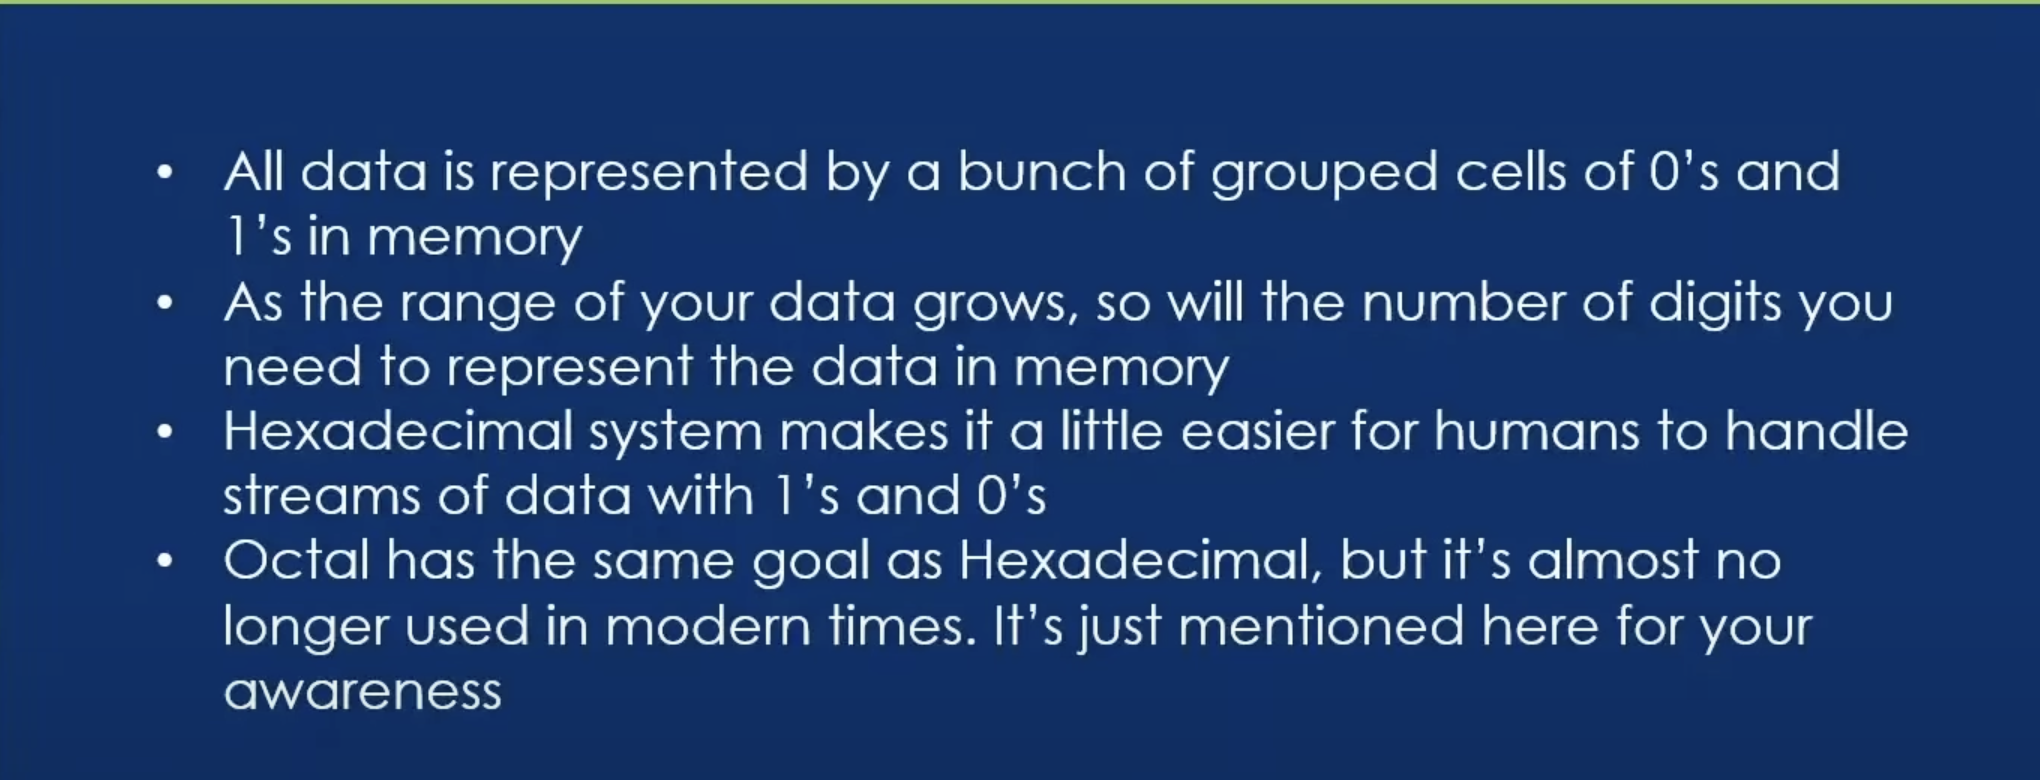 • All data is represented by a bunch of grouped cells of 0’s and
1’s in memory
• As the range of your data grows, so will the number of digits you
need to represent the data in memory
• Hexadecimal system makes it a little easier for humans to handle
streams of data with 1’s and 0’s
• Octal has the same goal as Hexadecimal, but it’s almost no
longer used in modern times. It’s just mentioned here for your
awareness